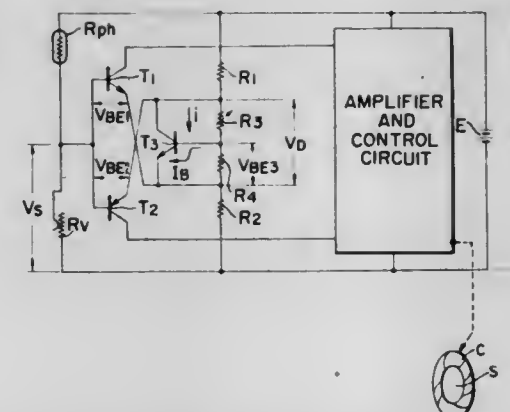 Rph
T1
R1
VBE1
i
R3
AMPLIFIER
AND
CONTROL
CIRCUIT
E
T3
VD
VBE3
VBE2
IB
R4
VS
T2
R2
RV
C
S